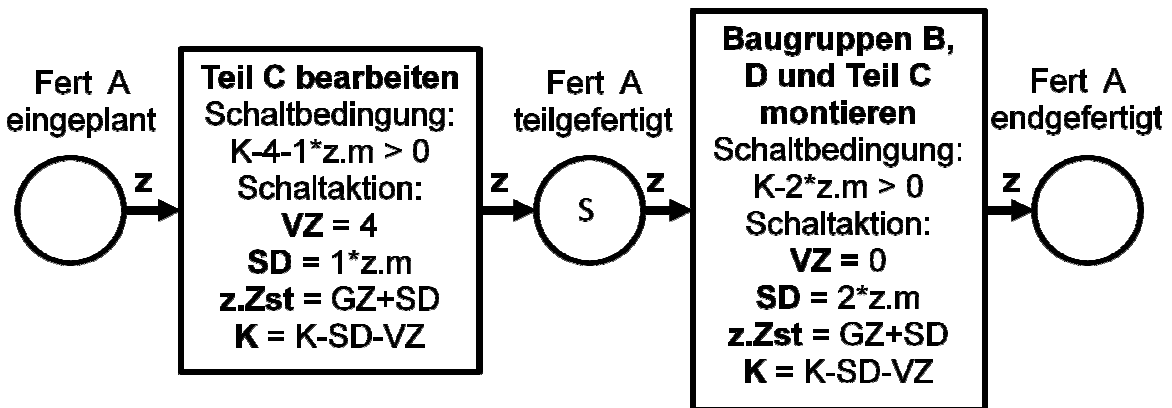 Fert A
eingeplant
z
Teil C bearbeiten
Schaltbedingung:
K-4-1*z.m > 0
Schaltaktion:
VZ = 4
SD = 1*z.m
z.Zst = GZ+SD
K = K-SD-VZ
z
Fert A
teilgefertigt
S
z
Baugruppen B,
D und Teil C
montieren
Schaltbedingung:
K-2*z.m > 0
Schaltaktion:
VZ = 0
SD = 2*z.m
z.Zst = GZ+SD
K = K-SD-VZ
z
Fert A
endgefertigt